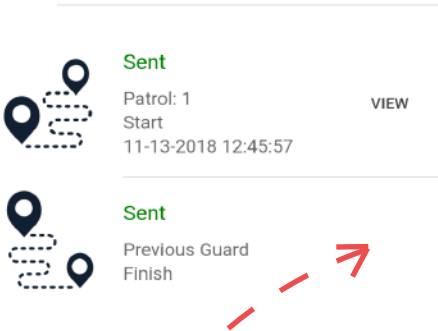 Sent
Patrol: 1
VIEW
Start
11-13-2018 12:45:57
Sent
Previous Guard
Finish